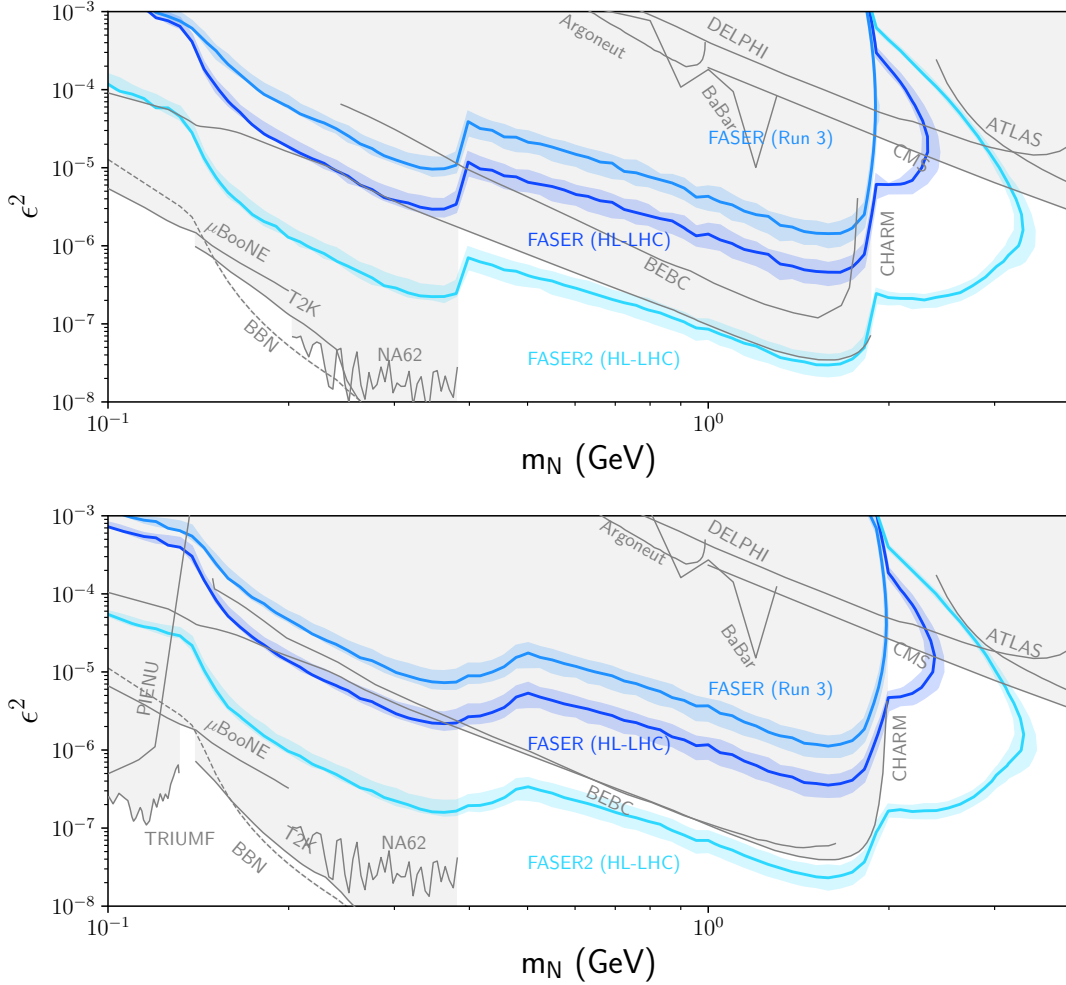 10⁻³
Argoneut
DELPHI
10⁻⁴
BaBar
FASER (Run 3)
ATLAS
CMS
10⁻⁵
ϵ²
μBooNE
FASER (HL-LHC)
CHARM
10⁻⁶
BEBC
T2K
10⁻⁷
BBN
NA62
FASER2 (HL-LHC)
10⁻⁸
10⁻¹
10⁰
m_N (GeV)
10⁻³
Argoneut
DELPHI
10⁻⁴
BaBar
ATLAS
CMS
10⁻⁵
PIENU
FASER (Run 3)
ϵ²
μBooNE
FASER (HL-LHC)
CHARM
10⁻⁶
BEBC
10⁻⁷
TRIUMF
T2K
NA62
BBN
FASER2 (HL-LHC)
10⁻⁸
10⁻¹
10⁰
m_N (GeV)